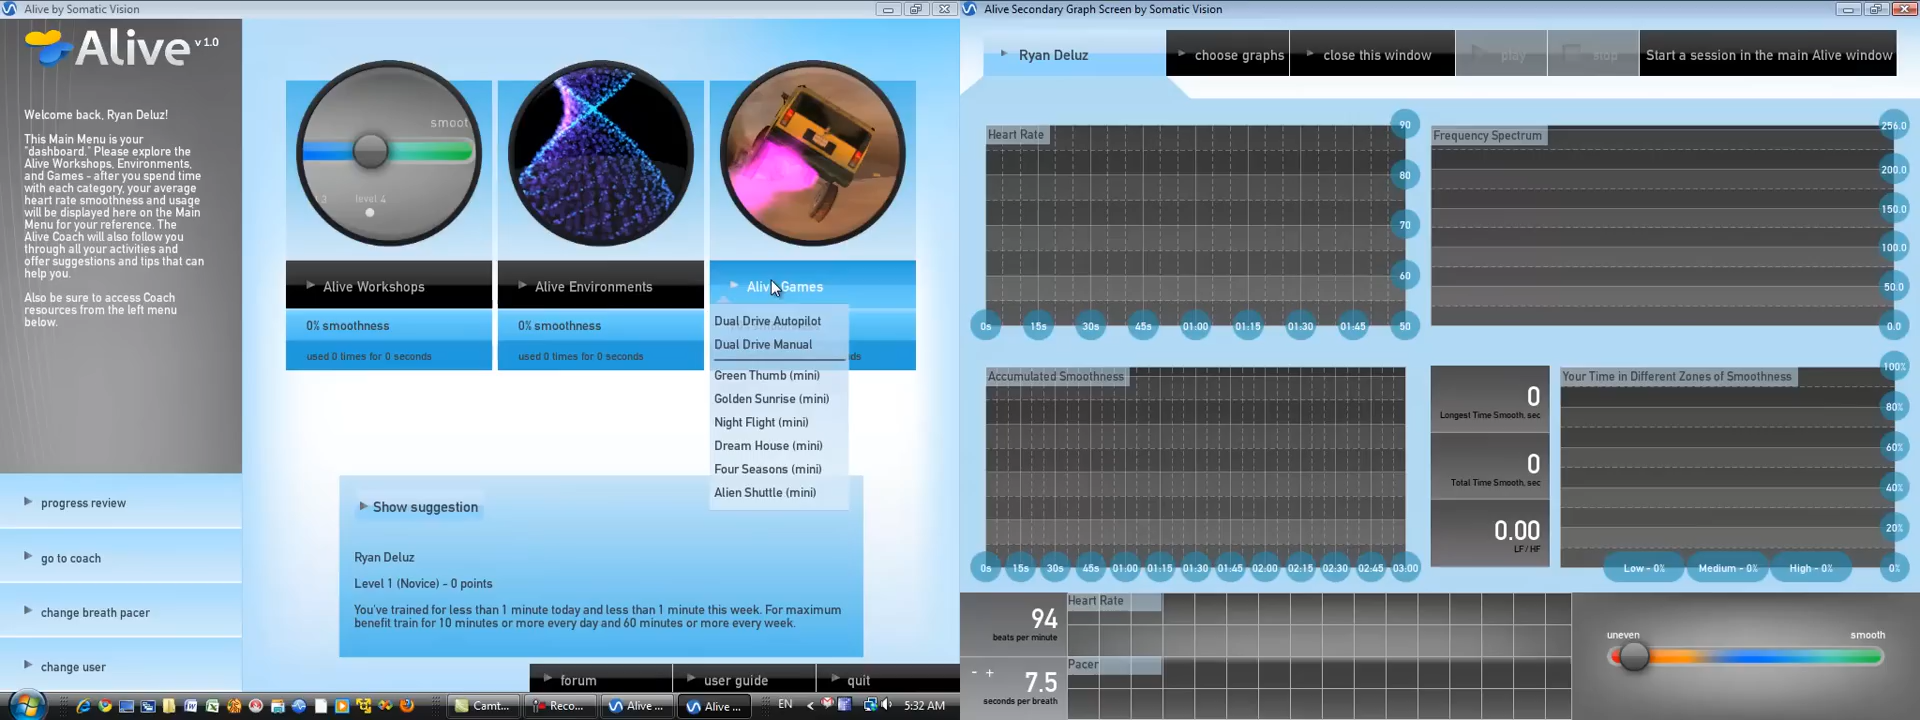 Alive by Somatic Vision
Alive v 1.0
Welcome back, Ryan Deluz!
This Main Menu is your
"dashboard." Please explore the
Alive Workshops, Environments,
and Games - after you spend time
with each category, your average
heart rate smoothness and usage
will be displayed here on the Main
Menu for your reference. The
Alive Coach will also follow you
through all your activities and
offer suggestions and tips that can
help you.
Also be sure to access Coach
resources from the left menu
below.
progress review
go to coach
change breath pacer
change user
smoot
3
level 4
Alive Workshops
0% smoothness
used 0 times for 0 seconds
Alive Environments
0% smoothness
used 0 times for 0 seconds
Alive Games
Dual Drive Autopilot
Dual Drive Manual
ds
Green Thumb (mini)
Golden Sunrise (mini)
Night Flight (mini)
Dream House (mini)
Four Seasons (mini)
Alien Shuttle (mini)
Show suggestion
Ryan Deluz
Level 1 (Novice) - 0 points
You've trained for less than 1 minute today and less than 1 minute this week. For maximum
benefit train for 10 minutes or more every day and 60 minutes or more every week.
forum
user guide
quit
Camt...
Reco...
Alive ...
Alive ...
EN
5:32 AM
Alive Secondary Graph Screen by Somatic Vision
Ryan Deluz
choose graphs
close this window
play
stop
Start a session in the main Alive window
Heart Rate
90
80
70
60
50
0s 15s 30s 45s 01:00 01:15 01:30 01:45
Frequency Spectrum
256.0
200.0
150.0
100.0
50.0
0.0
Accumulated Smoothness
0s 15s 30s 45s 01:00 01:15 01:30 01:45 02:00 02:15 02:30 02:45 03:00
0
Longest Time Smooth, sec
0
Total Time Smooth, sec
0.00
LF / HF
Your Time in Different Zones of Smoothness
100%
80%
60%
40%
20%
0%
Low - 0% Medium - 0% High - 0%
94
beats per minute
Heart Rate
- +
7.5
seconds per breath
Pacer
uneven
smooth